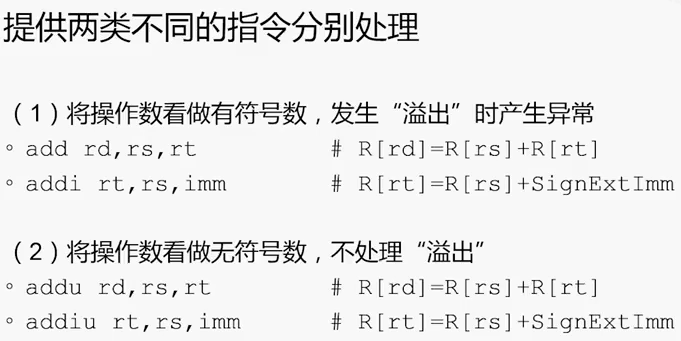 提供两类不同的指令分别处理
（1）将操作数看做有符号数，发生“溢出”时产生异常
◦ add rd,rs,rt # R[rd]=R[rs]+R[rt]
◦ addi rt,rs,imm # R[rt]=R[rs]+SignExtImm
（2）将操作数看做无符号数，不处理“溢出”
◦ addu rd,rs,rt # R[rd]=R[rs]+R[rt]
◦ addiu rt,rs,imm # R[rt]=R[rs]+SignExtImm